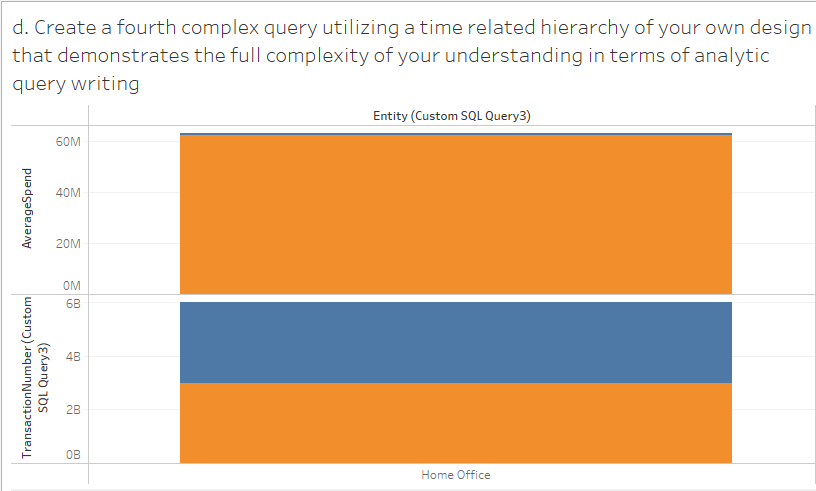 d. Create a fourth complex query utilizing a time related hierarchy of your own design
that demonstrates the full complexity of your understanding in terms of analytic
query writing
Entity (Custom SQL Query3)
AverageSpend
60M
40M
20M
0M
TransactionNumber (Custom
SQL Query3)
6B
4B
2B
0B
Home Office